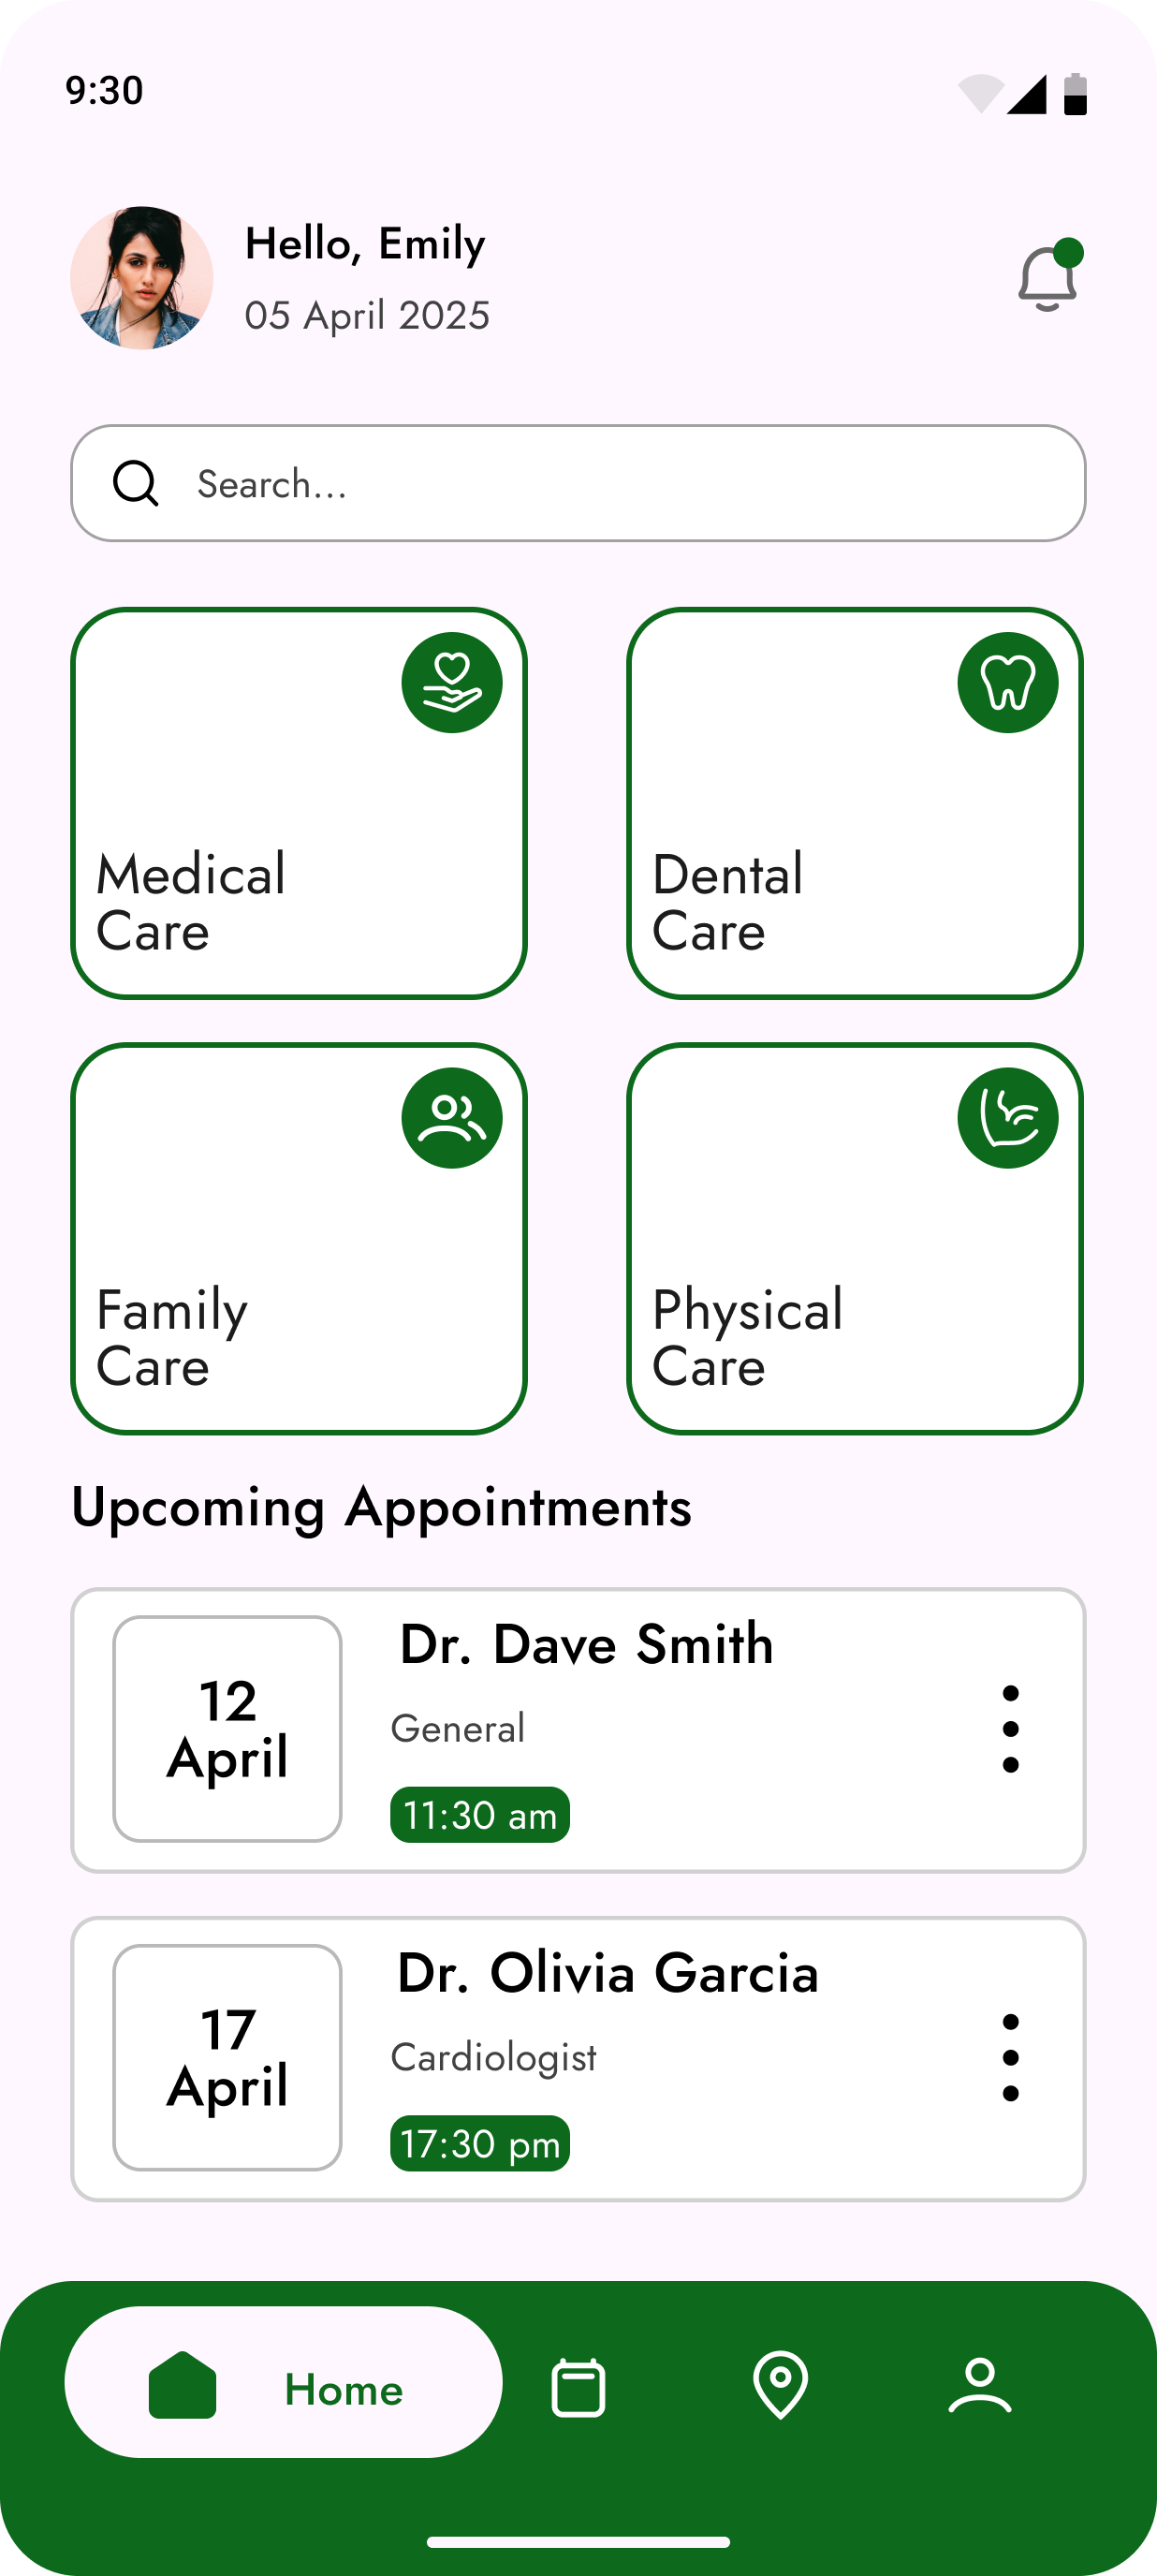 9:30
Hello, Emily
05 April 2025
Search...
Medical
Care
Dental
Care
Family
Care
Physical
Care
Upcoming Appointments
12
April
Dr. Dave Smith
General
11:30 am
17
April
Dr. Olivia Garcia
Cardiologist
17:30 pm
Home